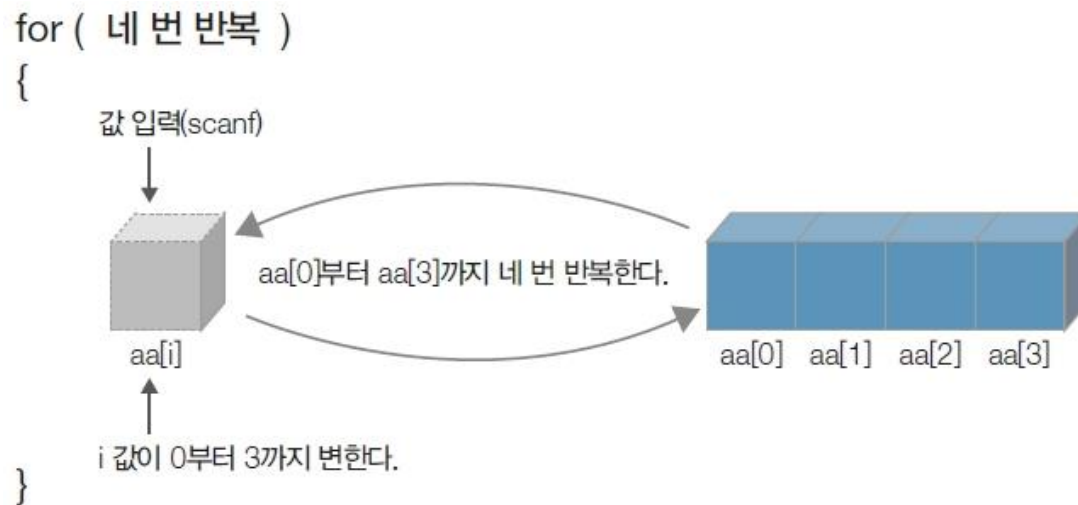 for ( 네 번 반복 )
{
값 입력(scanf)
aa[0]부터 aa[3]까지 네 번 반복한다.
aa[i]
aa[0] aa[1] aa[2] aa[3]
i 값이 0부터 3까지 변한다.
}